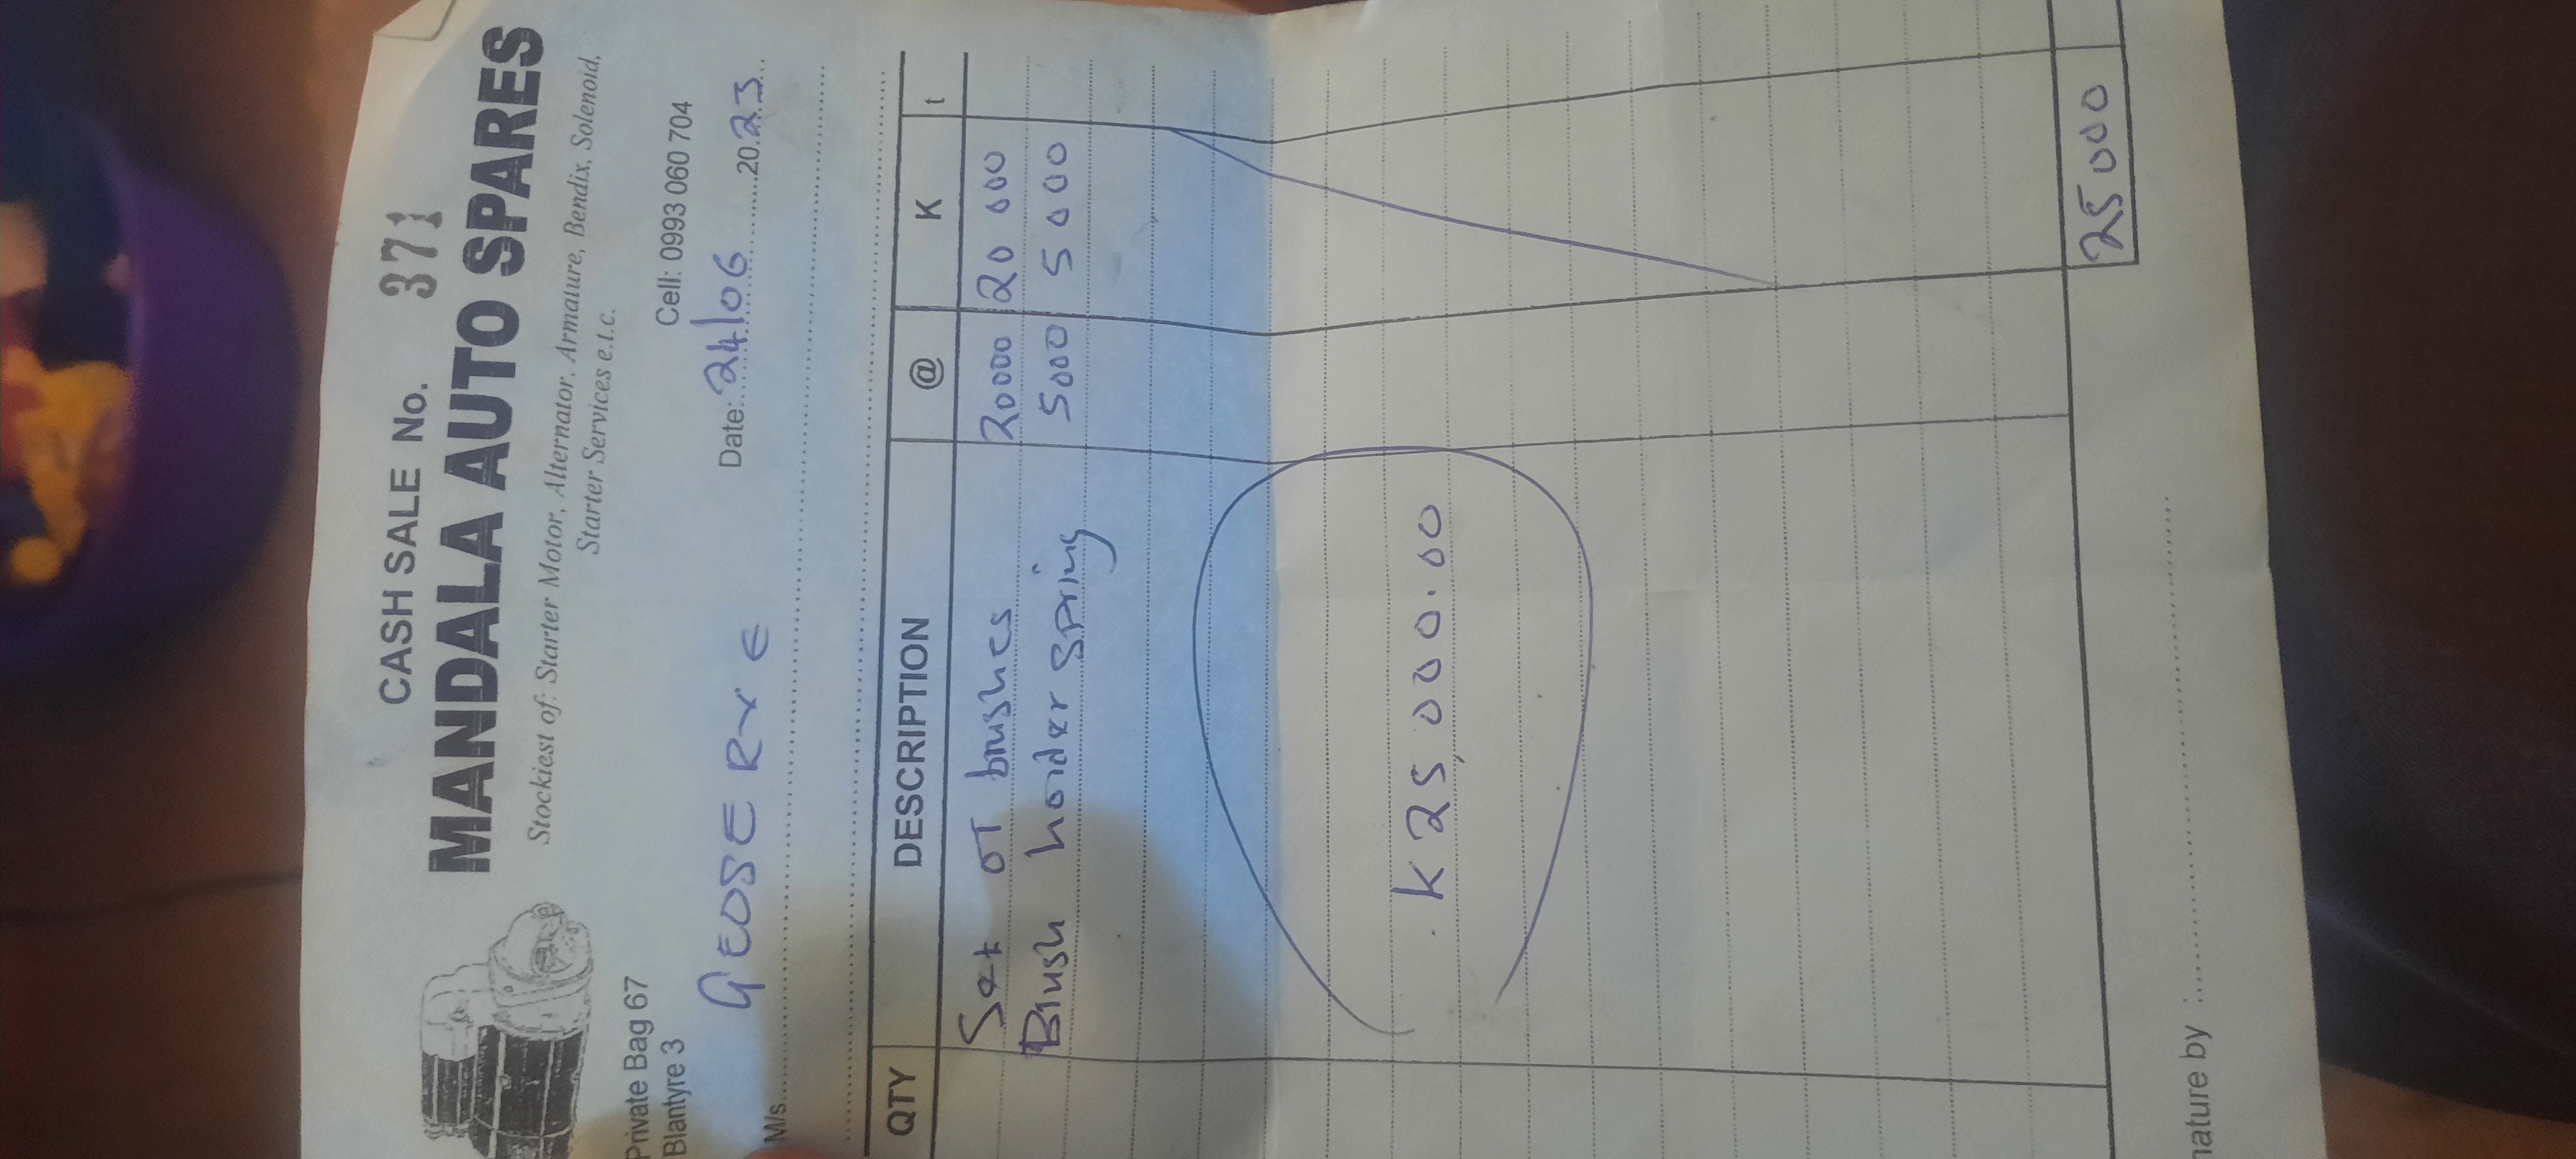 CASH SALE No. 371
MANDALA AUTO SPARES
Stockiest of: Starter Motor, Alternator, Armature, Bendix, Solenoid,
Starter Services e.t.c.
Private Bag 67
Blantyre 3
Cell: 0993 060 704
GEOSERVE
Date: 24/06 2023
M/s
QTY DESCRIPTION @ K t
Set of brushes 20000 20 000
Brush holder spring 5000 5000
K25,000.00
25000
nature by :